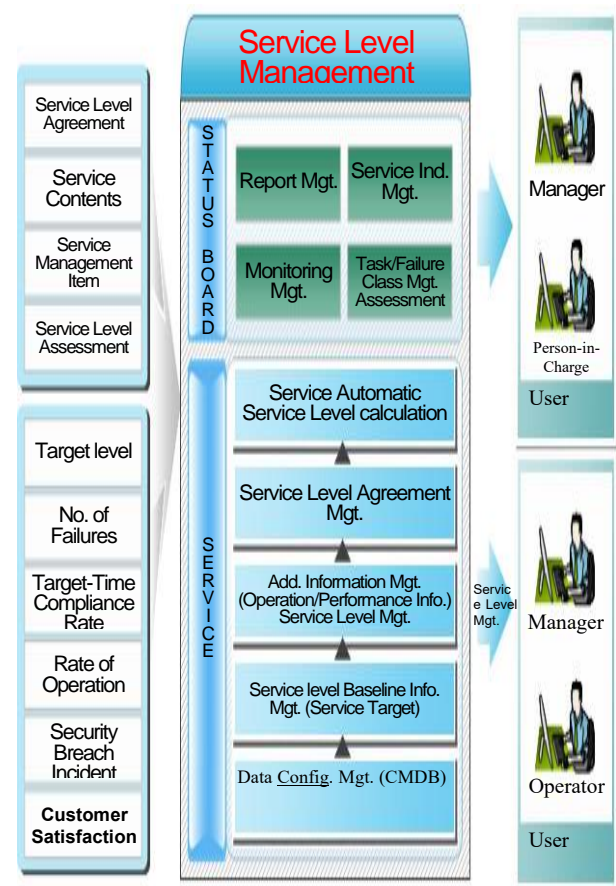 Service Level
Management
Service Level
Agreement
Service
Contents
Service
Management
Item
Service Level
Assessment
Target level
No. of
Failures
Target-Time
Compliance
Rate
Rate of
Operation
Security
Breach
Incident
Customer
Satisfaction
STATUS BOARD
Report Mgt.
Service Ind.
Mgt.
Monitoring
Mgt.
Task/Failure
Class Mgt.
Assessment
SERVICE
Service Automatic
Service Level calculation
Service Level Agreement
Mgt.
Add. Information Mgt.
(Operation/Performance Info.)
Service Level Mgt.
Service level Baseline Info.
Mgt. (Service Target)
Data Config. Mgt. (CMDB)
Manager
Person-in-
Charge
User
Servic
e Level
Mgt.
Manager
Operator
User